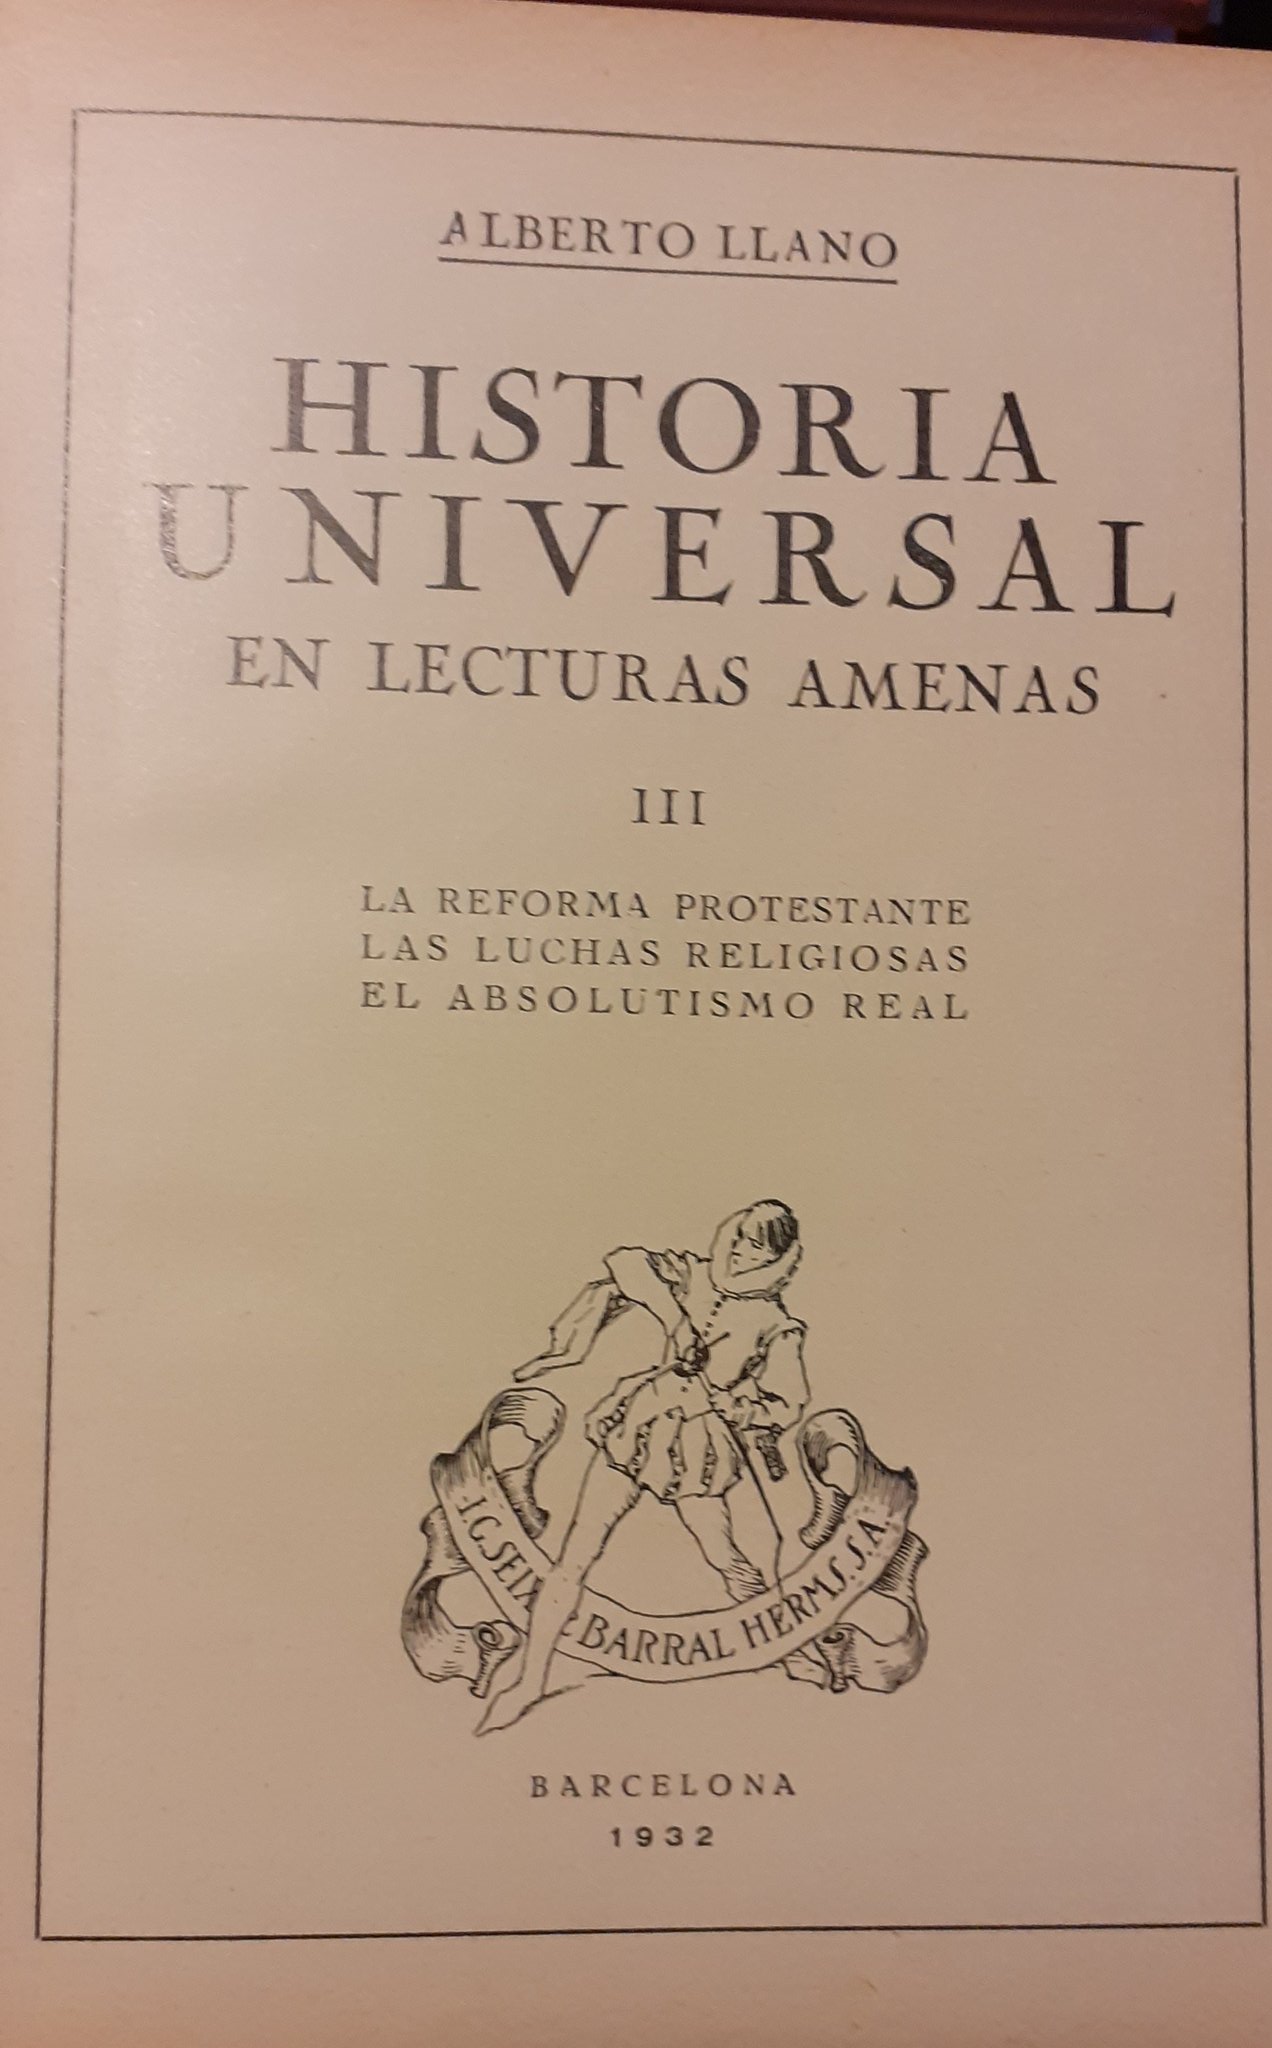 ALBERTO LLANO
HISTORIA
UNIVERSAL
EN LECTURAS AMENAS
III
LA REFORMA PROTESTANTE
LAS LUCHAS RELIGIOSAS
EL ABSOLUTISMO REAL
I.G. BARRAL HERMS. S.A.
BARCELONA
1932